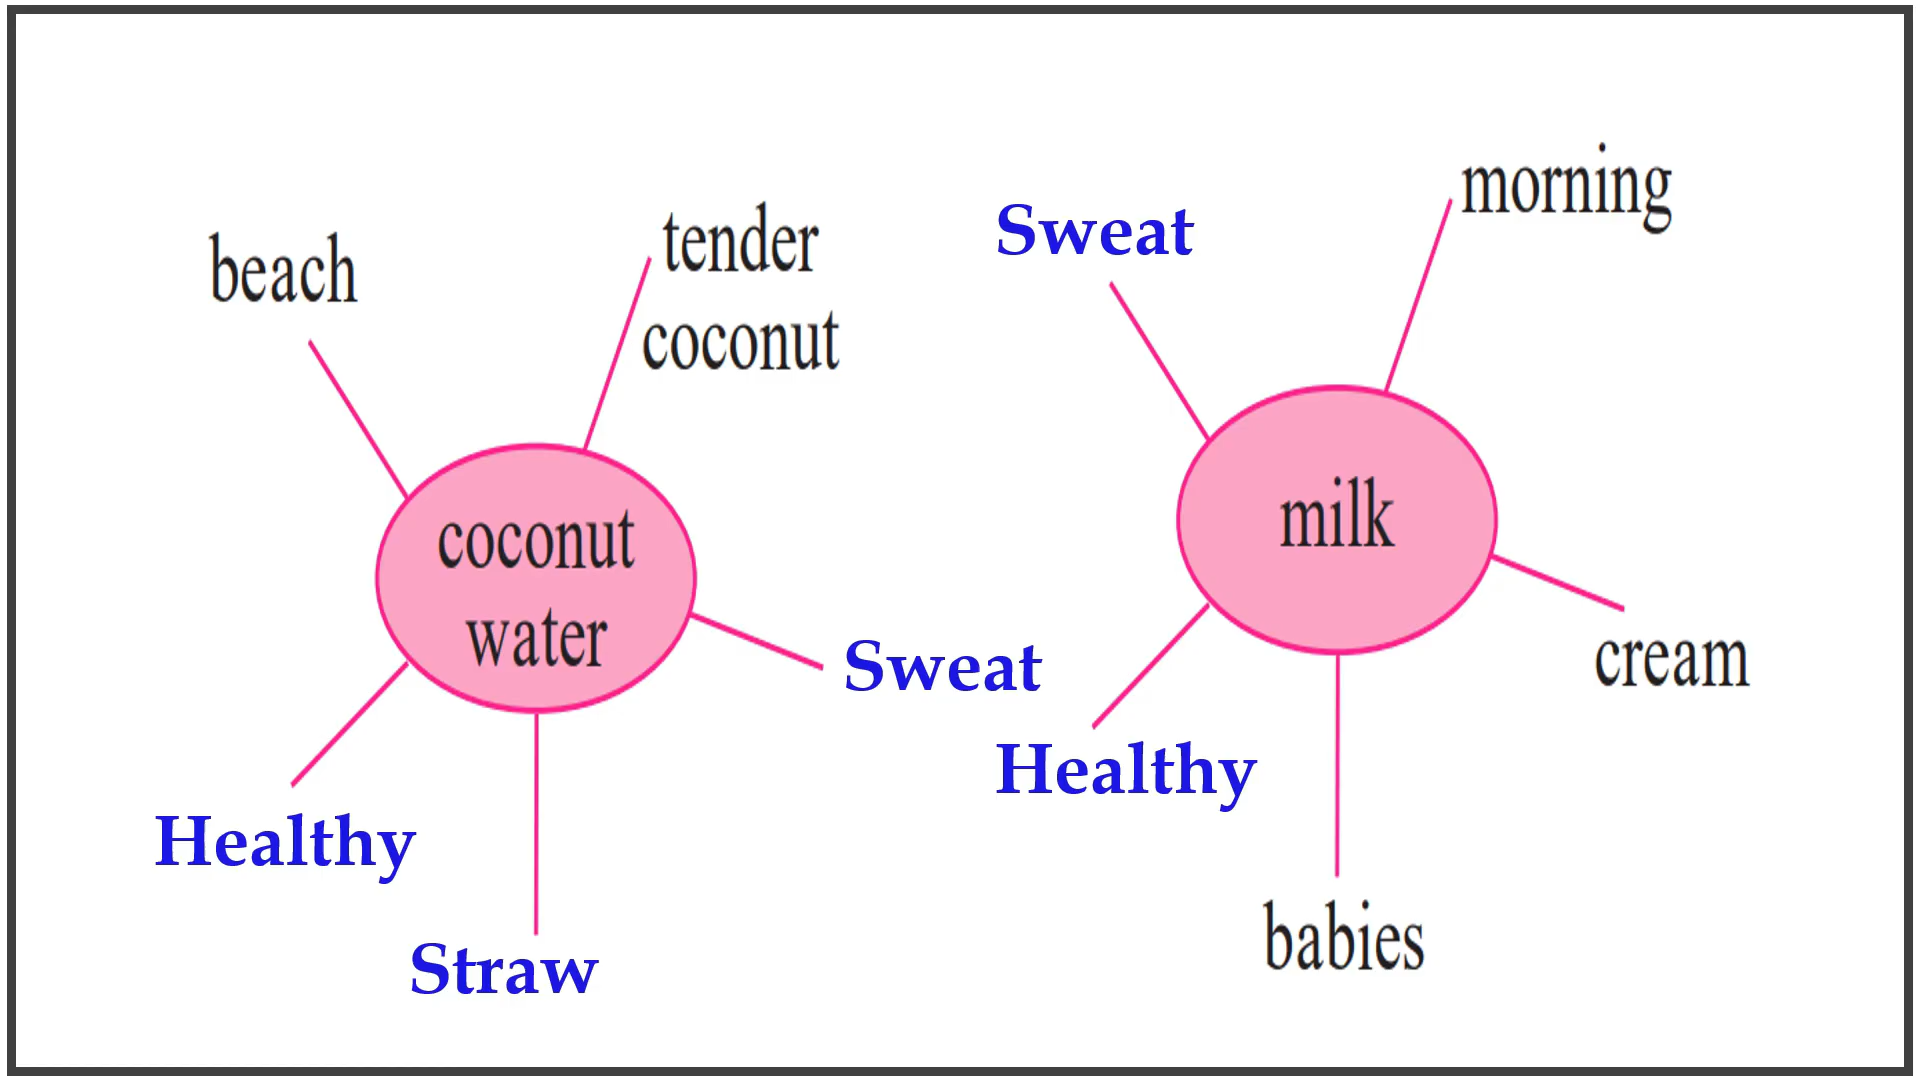 beach
tender
coconut
coconut
water
Sweat
Healthy
Straw
Sweat
morning
milk
cream
Healthy
babies